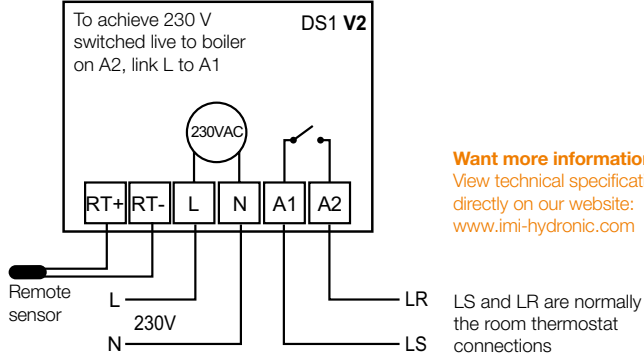 To achieve 230 V
switched live to boiler
on A2, link L to A1
DS1 V2
230VAC
RT+ RT- L N A1 A2
Want more information
View technical specificat
directly on our website:
www.imi-hydronic.com
Remote
sensor
L
230V
N
LR
LS
LS and LR are normally
the room thermostat
connections